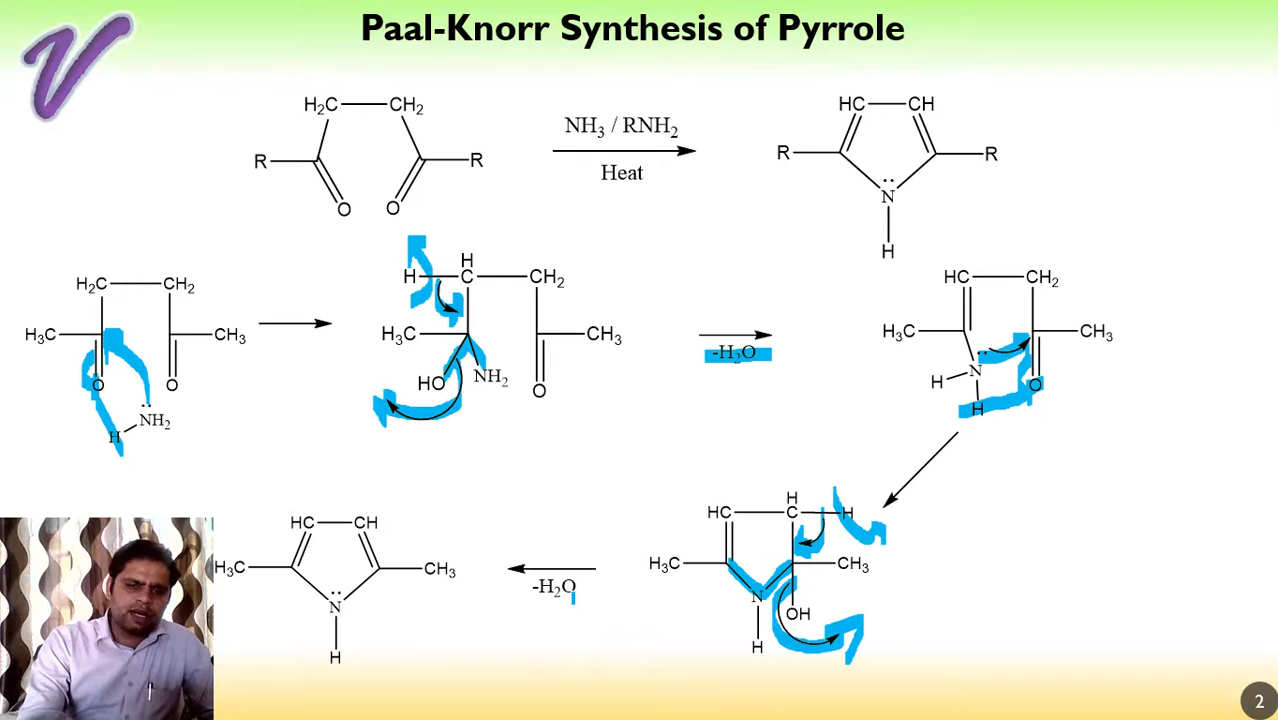 Paal-Knorr Synthesis of Pyrrole
V
H₂C CH₂
R R
O O
NH₃ / RNH₂
Heat
HC CH
R R
N
H
H₂C CH₂
H₃C CH₃
O O
NH₂
H
H
H C CH₂
H₃C CH₃
HO NH₂ O
-H₂O
HC CH₂
H₃C CH₃
N
H O
H
HC CH
H₃C CH₃
N
H
-H₂O
H
HC C H
H₃C CH₃
N
OH
H
2